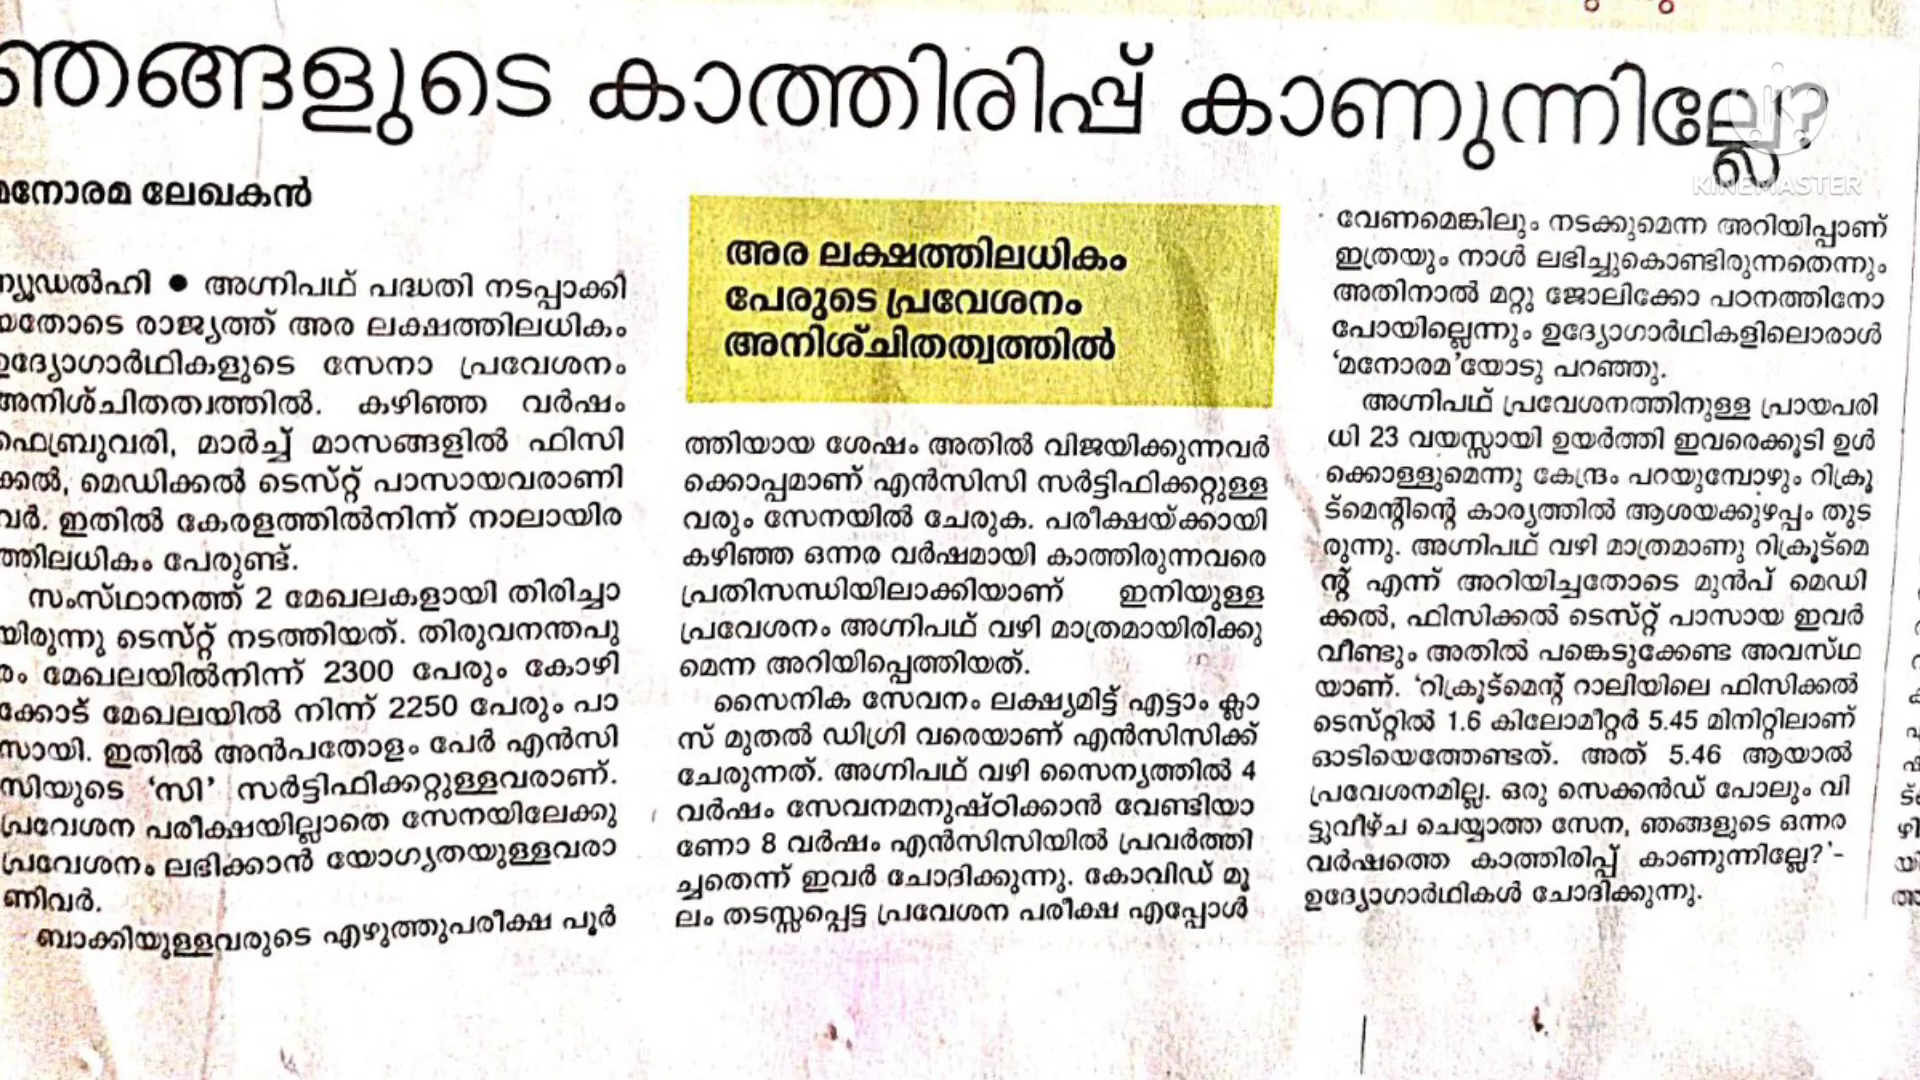 ഞങ്ങളുടെ കാത്തിരിപ്പ് കാണുന്നില്ലേ?
KINEMASTER
മനോരമ ലേഖകൻ
ന്യൂഡൽഹി ● അഗ്നിപഥ് പദ്ധതി നടപ്പാക്കി
യതോടെ രാജ്യത്ത് അര ലക്ഷത്തിലധികം
ഉദ്യോഗാർഥികളുടെ സേനാ പ്രവേശനം
അനിശ്ചിതത്വത്തിൽ. കഴിഞ്ഞ വർഷം
ഫെബ്രുവരി, മാർച്ച് മാസങ്ങളിൽ ഫിസി
ക്കൽ, മെഡിക്കൽ ടെസ്റ്റ് പാസായവരാണി
വർ. ഇതിൽ കേരളത്തിൽനിന്ന് നാലായിര
ത്തിലധികം പേരുണ്ട്.
സംസ്ഥാനത്ത് 2 മേഖലകളായി തിരിച്ചാ
യിരുന്നു ടെസ്റ്റ് നടത്തിയത്. തിരുവനന്തപു
രം മേഖലയിൽനിന്ന് 2300 പേരും കോഴി
ക്കോട് മേഖലയിൽ നിന്ന് 2250 പേരും പാ
സായി. ഇതിൽ അൻപതോളം പേർ എൻസി
സിയുടെ ‘സി’ സർട്ടിഫിക്കറ്റുള്ളവരാണ്.
പ്രവേശന പരീക്ഷയില്ലാതെ സേനയിലേക്കു
പ്രവേശനം ലഭിക്കാൻ യോഗ്യതയുള്ളവരാ
ണിവർ.
ബാക്കിയുള്ളവരുടെ എഴുത്തുപരീക്ഷ പൂർ
അര ലക്ഷത്തിലധികം
പേരുടെ പ്രവേശനം
അനിശ്ചിതത്വത്തിൽ
ത്തിയായ ശേഷം അതിൽ വിജയിക്കുന്നവർ
ക്കൊപ്പമാണ് എൻസിസി സർട്ടിഫിക്കറ്റുള്ള
വരും സേനയിൽ ചേരുക. പരീക്ഷയ്ക്കായി
കഴിഞ്ഞ ഒന്നര വർഷമായി കാത്തിരുന്നവരെ
പ്രതിസന്ധിയിലാക്കിയാണ് ഇനിയുള്ള
പ്രവേശനം അഗ്നിപഥ് വഴി മാത്രമായിരിക്കു
മെന്ന അറിയിപ്പെത്തിയത്.
സൈനിക സേവനം ലക്ഷ്യമിട്ട് എട്ടാം ക്ലാ
സ് മുതൽ ഡിഗ്രി വരെയാണ് എൻസിസിക്ക്
ചേരുന്നത്. അഗ്നിപഥ് വഴി സൈന്യത്തിൽ 4
വർഷം സേവനമനുഷ്ഠിക്കാൻ വേണ്ടിയാ
ണോ 8 വർഷം എൻസിസിയിൽ പ്രവർത്തി
ച്ചതെന്ന് ഇവർ ചോദിക്കുന്നു. കോവിഡ് മൂ
ലം തടസ്സപ്പെട്ട പ്രവേശന പരീക്ഷ എപ്പോൾ
വേണമെങ്കിലും നടക്കുമെന്ന അറിയിപ്പാണ്
ഇത്രയും നാൾ ലഭിച്ചുകൊണ്ടിരുന്നതെന്നും
അതിനാൽ മറ്റു ജോലിക്കോ പഠനത്തിനോ
പോയില്ലെന്നും ഉദ്യോഗാർഥികളിലൊരാൾ
‘മനോരമ’യോടു പറഞ്ഞു.
അഗ്നിപഥ് പ്രവേശനത്തിനുള്ള പ്രായപരി
ധി 23 വയസ്സായി ഉയർത്തി ഇവരെക്കൂടി ഉൾ
ക്കൊള്ളുമെന്നു കേന്ദ്രം പറയുമ്പോഴും റിക്രൂ
ട്മെന്റിന്റെ കാര്യത്തിൽ ആശയക്കുഴപ്പം തുട
രുന്നു. അഗ്നിപഥ് വഴി മാത്രമാണു റിക്രൂട്മെ
ന്റ് എന്ന് അറിയിച്ചതോടെ മുൻപ് മെഡി
ക്കൽ, ഫിസിക്കൽ ടെസ്റ്റ് പാസായ ഇവർ
വീണ്ടും അതിൽ പങ്കെടുക്കേണ്ട അവസ്ഥ
യാണ്. ‘റിക്രൂട്മെന്റ് റാലിയിലെ ഫിസിക്കൽ
ടെസ്റ്റിൽ 1.6 കിലോമീറ്റർ 5.45 മിനിറ്റിലാണ്
ഓടിയെത്തേണ്ടത്. അത് 5.46 ആയാൽ
പ്രവേശനമില്ല. ഒരു സെക്കൻഡ് പോലും വി
ട്ടുവീഴ്ച ചെയ്യാത്ത സേന, ഞങ്ങളുടെ ഒന്നര
വർഷത്തെ കാത്തിരിപ്പ് കാണുന്നില്ലേ?’-
ഉദ്യോഗാർഥികൾ ചോദിക്കുന്നു.